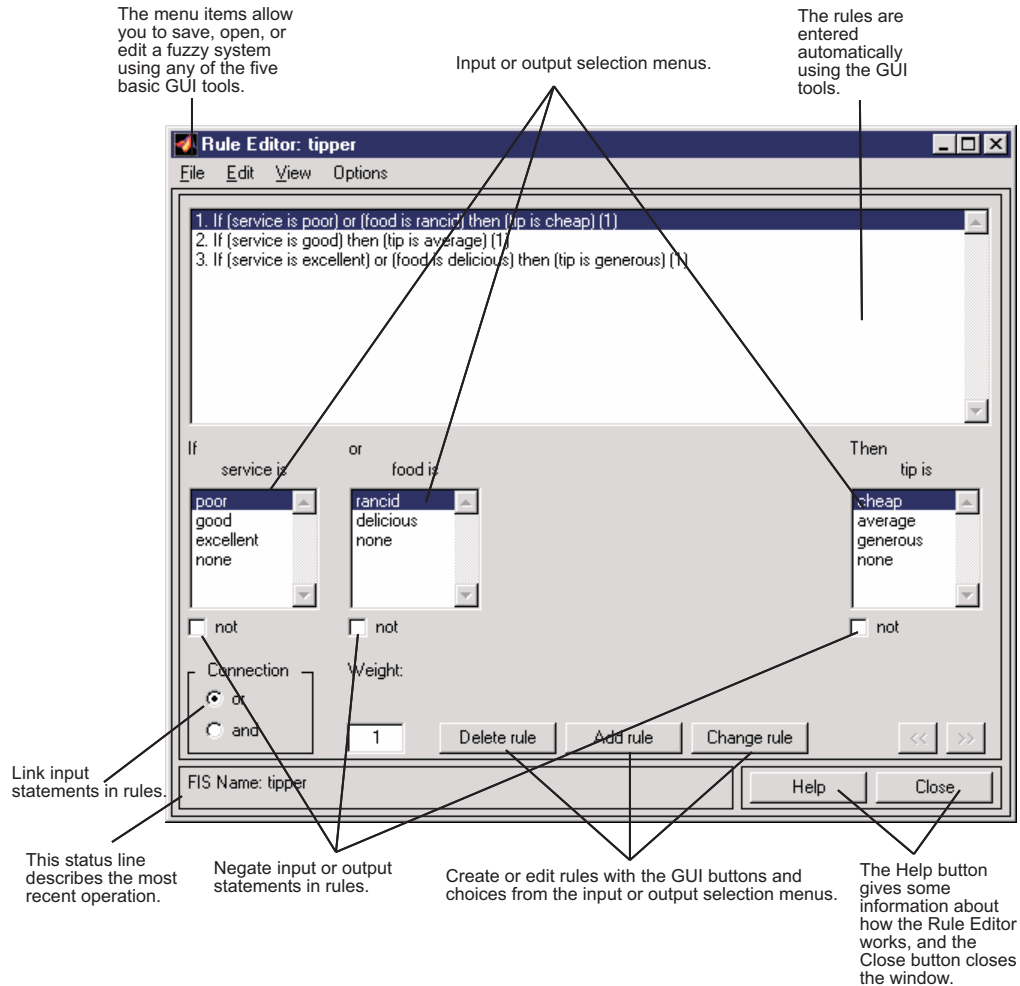 The menu items allow
you to save, open, or
edit a fuzzy system
using any of the five
basic GUI tools.
Input or output selection menus.
The rules are
entered
automatically
using the GUI
tools.
Rule Editor: tipper
File Edit View Options
1. If (service is poor) or (food is rancid) then (tip is cheap) (1)
2. If (service is good) then (tip is average) (1)
3. If (service is excellent) or (food is delicious) then (tip is generous) (1)
If
service is
poor
good
excellent
none
not
or
food is
rancid
delicious
none
not
Then
tip is
cheap
average
generous
none
not
Connection
or
and
Weight:
1
Delete rule
Add rule
Change rule
<<
>>
FIS Name: tipper
Help
Close
Link input
statements in rules.
This status line
describes the most
recent operation.
Negate input or output
statements in rules.
Create or edit rules with the GUI buttons and
choices from the input or output selection menus.
The Help button
gives some
information about
how the Rule Editor
works, and the
Close button closes
the window.